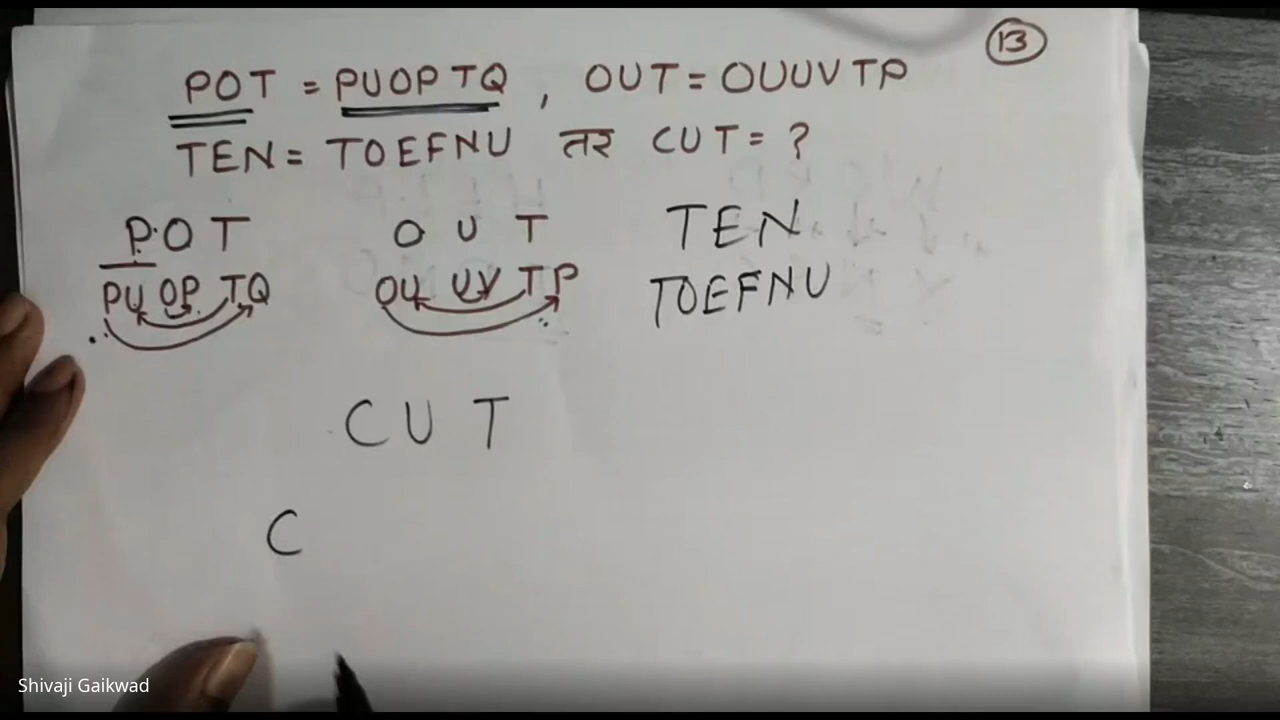 13
POT = PUOPTQ , OUT = OUUVTP
TEN = TOEFNU तर CUT = ?
POT OUT TEN
PU OP TQ OU UV TP TOEFNU
CUT
C
Shivaji Gaikwad